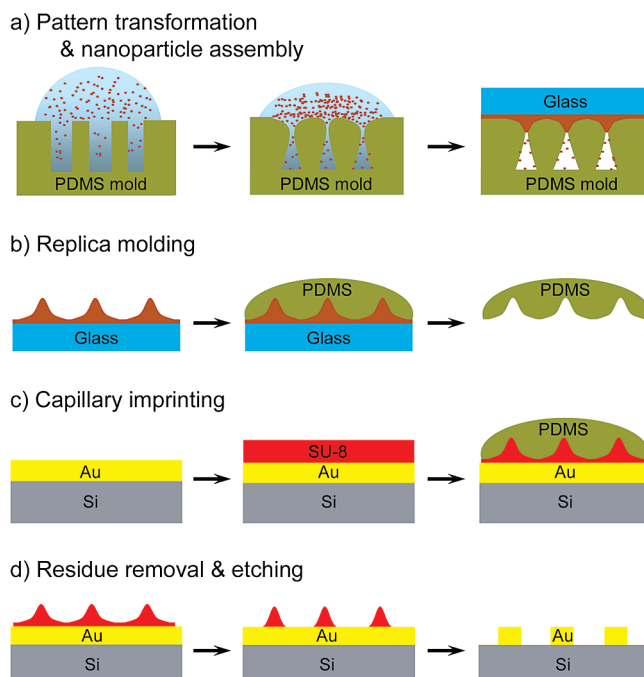 a) Pattern transformation
& nanoparticle assembly
Glass
PDMS mold
PDMS mold
PDMS mold
b) Replica molding
PDMS
PDMS
Glass
Glass
c) Capillary imprinting
PDMS
SU-8
Au
Au
Au
Si
Si
Si
d) Residue removal & etching
Au
Au
Au
Si
Si
Si